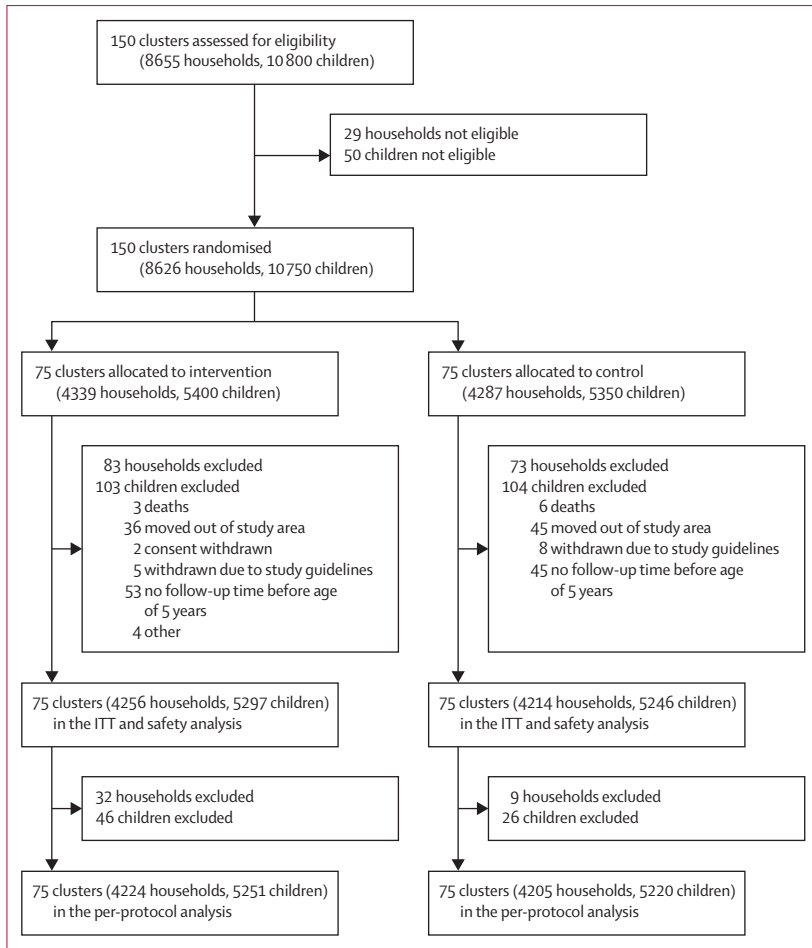 150 clusters assessed for eligibility
(8655 households, 10 800 children)
29 households not eligible
50 children not eligible
150 clusters randomised
(8626 households, 10 750 children)
75 clusters allocated to intervention
(4339 households, 5400 children)
75 clusters allocated to control
(4287 households, 5350 children)
83 households excluded
103 children excluded
3 deaths
36 moved out of study area
2 consent withdrawn
5 withdrawn due to study guidelines
53 no follow-up time before age
of 5 years
4 other
73 households excluded
104 children excluded
6 deaths
45 moved out of study area
8 withdrawn due to study guidelines
45 no follow-up time before age of
5 years
75 clusters (4256 households, 5297 children)
in the ITT and safety analysis
75 clusters (4214 households, 5246 children)
in the ITT and safety analysis
32 households excluded
46 children excluded
9 households excluded
26 children excluded
75 clusters (4224 households, 5251 children)
in the per-protocol analysis
75 clusters (4205 households, 5220 children)
in the per-protocol analysis